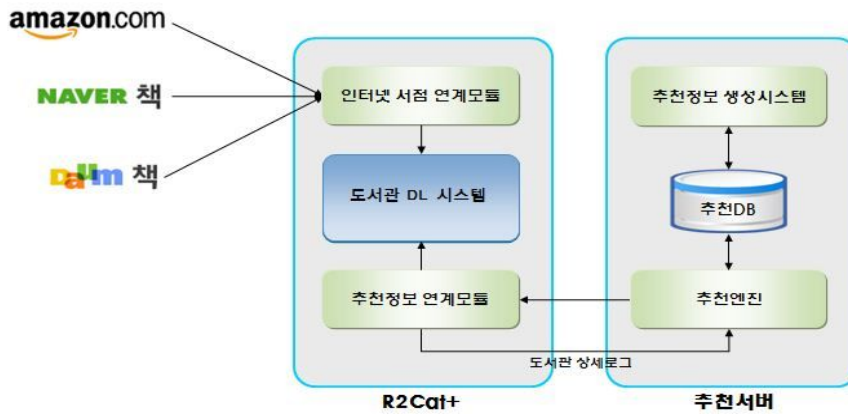 amazon.com
NAVER 책
Daum 책
인터넷 서점 연계모듈
도서관 DL 시스템
추천정보 연계모듈
R2Cat+
추천정보 생성시스템
추천DB
추천엔진
도서관 상세로그
추천서버